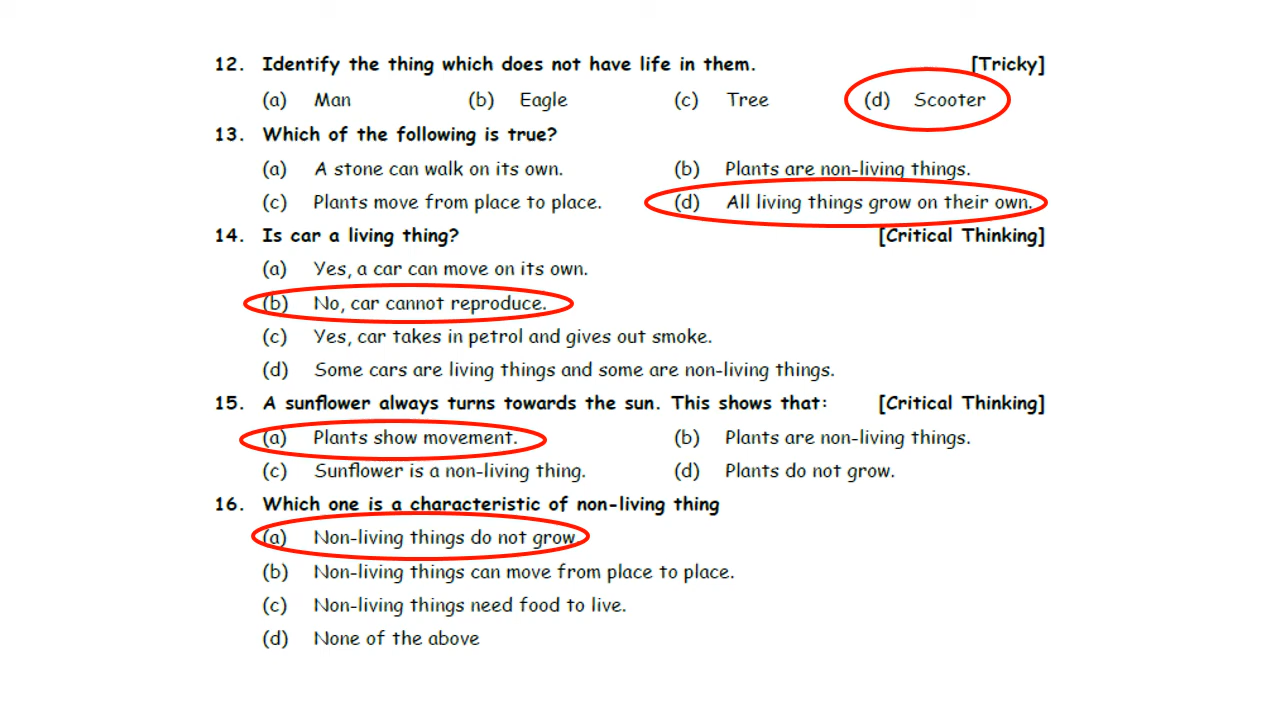 12. Identify the thing which does not have life in them. [Tricky]
(a) Man (b) Eagle (c) Tree (d) Scooter
13. Which of the following is true?
(a) A stone can walk on its own. (b) Plants are non-living things.
(c) Plants move from place to place. (d) All living things grow on their own.
14. Is car a living thing? [Critical Thinking]
(a) Yes, a car can move on its own.
(b) No, car cannot reproduce.
(c) Yes, car takes in petrol and gives out smoke.
(d) Some cars are living things and some are non-living things.
15. A sunflower always turns towards the sun. This shows that: [Critical Thinking]
(a) Plants show movement. (b) Plants are non-living things.
(c) Sunflower is a non-living thing. (d) Plants do not grow.
16. Which one is a characteristic of non-living thing
(a) Non-living things do not grow.
(b) Non-living things can move from place to place.
(c) Non-living things need food to live.
(d) None of the above